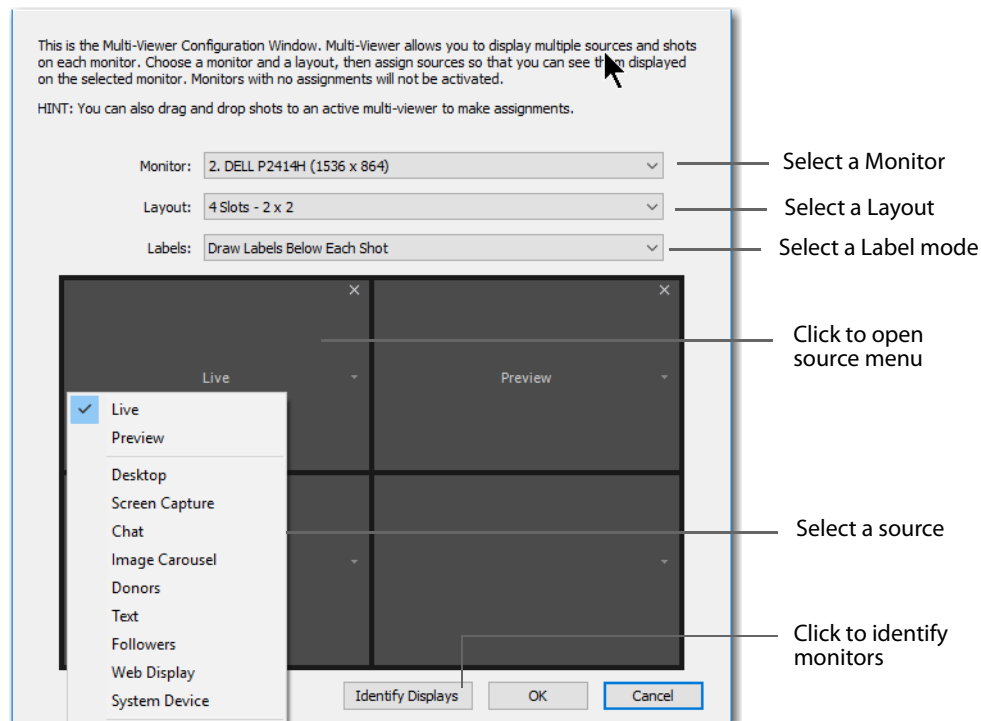 This is the Multi-Viewer Configuration Window. Multi-Viewer allows you to display multiple sources and shots
on each monitor. Choose a monitor and a layout, then assign sources so that you can see them displayed
on the selected monitor. Monitors with no assignments will not be activated.
HINT: You can also drag and drop shots to an active multi-viewer to make assignments.
Monitor: 2. DELL P2414H (1536 x 864) Select a Monitor
Layout: 4 Slots - 2 x 2 Select a Layout
Labels: Draw Labels Below Each Shot Select a Label mode
Click to open
source menu
Live Preview
Live
Preview
Desktop
Screen Capture
Chat
Select a source
Image Carousel
Donors
Text
Followers
Click to identify
monitors
Web Display
System Device
Identify Displays OK Cancel